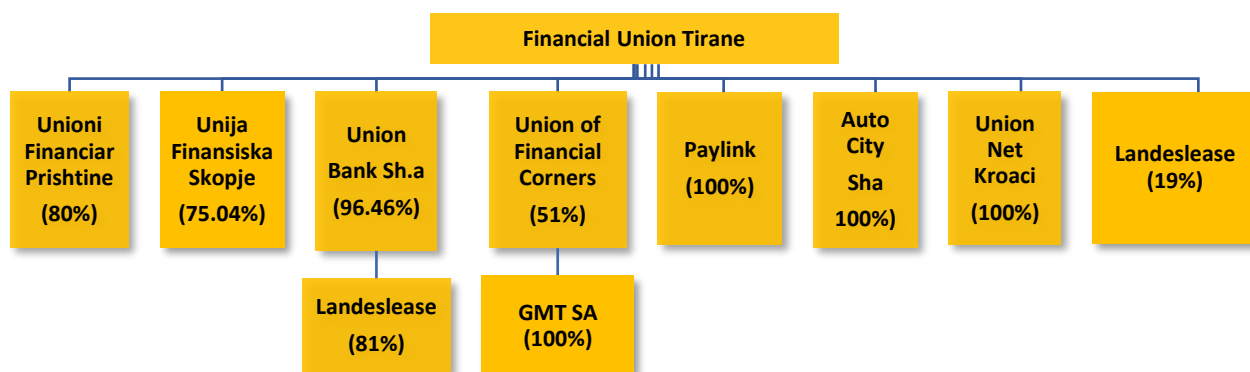 Financial Union Tirane
Unioni
Financiar
Prishtine
(80%)
Unija
Finansiska
Skopje
(75.04%)
Union
Bank Sh.a
(96.46%)
Union of
Financial
Corners
(51%)
Paylink
(100%)
Auto
City
Sha
100%
Union
Net
Kroaci
(100%)
Landeslease
(19%)
Landeslease
(81%)
GMT SA
(100%)